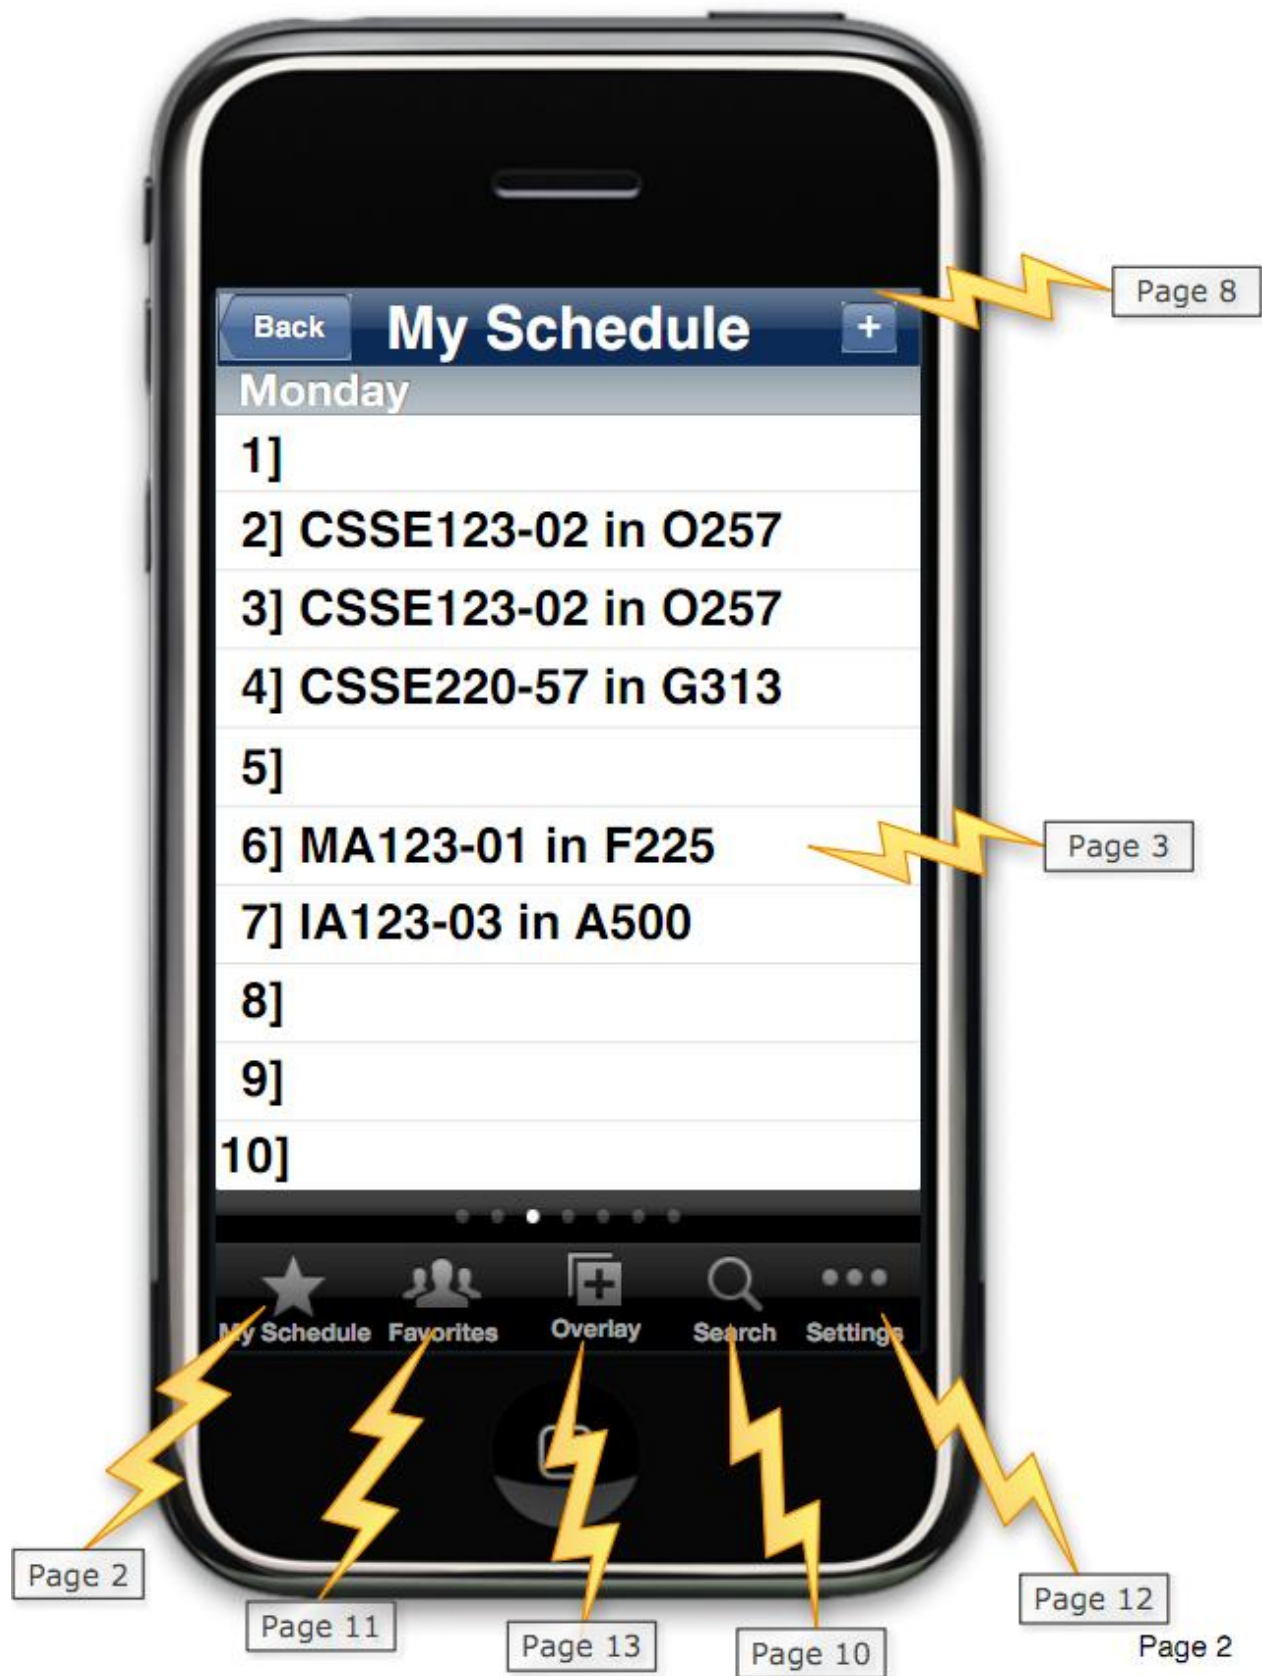 Page 8
Back My Schedule +
Monday
1]
2] CSSE123-02 in O257
3] CSSE123-02 in O257
4] CSSE220-57 in G313
5]
6] MA123-01 in F225
Page 3
7] IA123-03 in A500
8]
9]
10]
My Schedule Favorites Overlay Search Settings
Page 2
Page 11
Page 13
Page 10
Page 12
Page 2